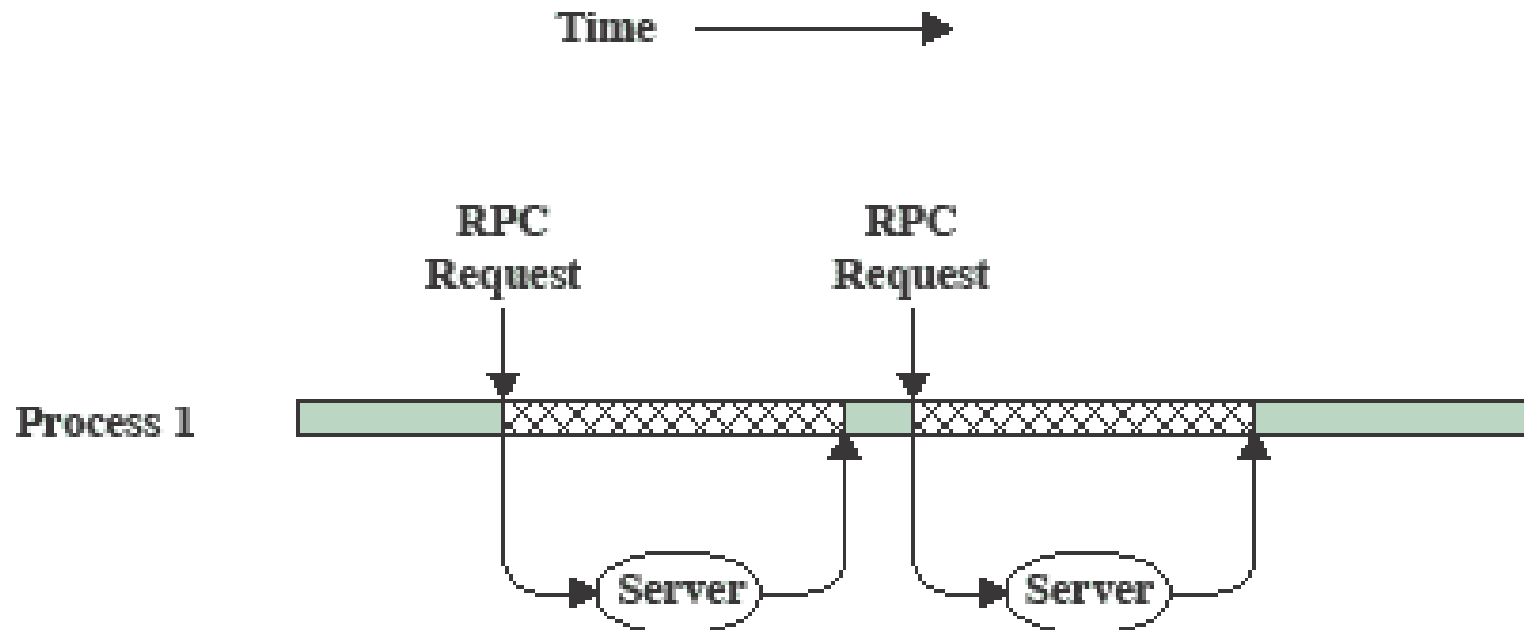 Time
RPC
Request
RPC
Request
Process 1
Server
Server